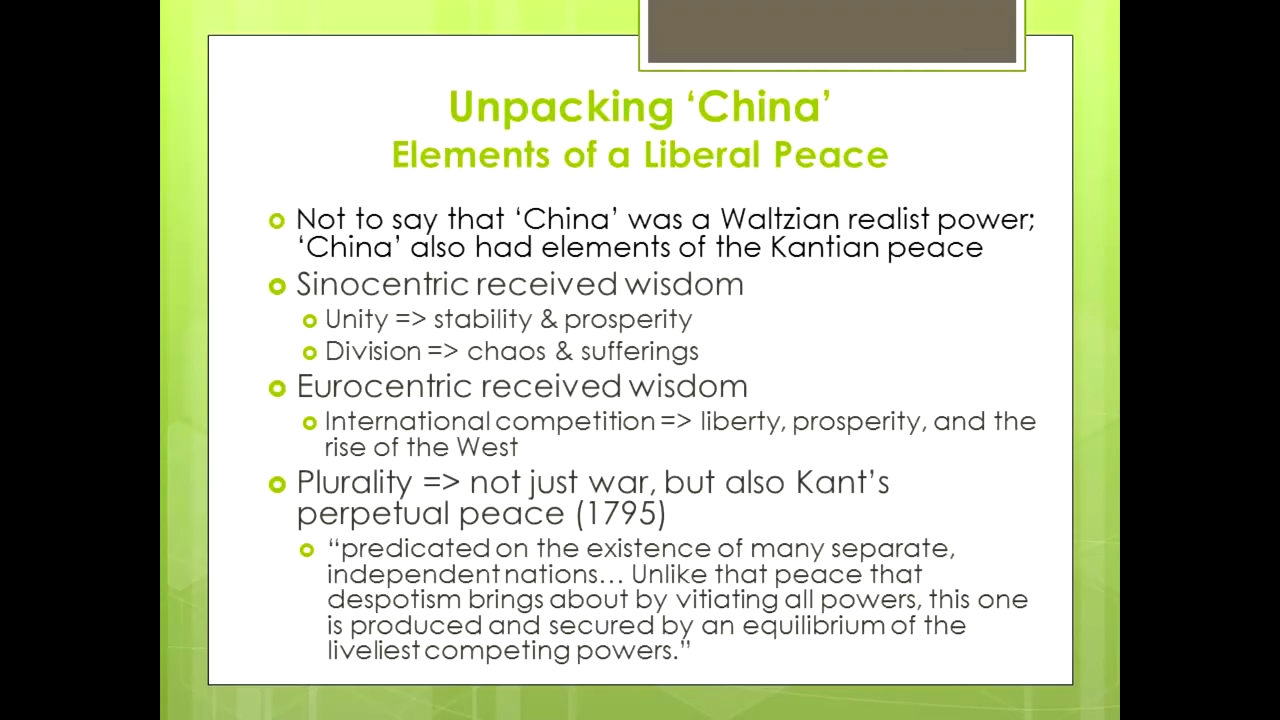 Unpacking ‘China’
Elements of a Liberal Peace
Not to say that ‘China’ was a Waltzian realist power;
‘China’ also had elements of the Kantian peace
Sinocentric received wisdom
Unity => stability & prosperity
Division => chaos & sufferings
Eurocentric received wisdom
International competition => liberty, prosperity, and the
rise of the West
Plurality => not just war, but also Kant’s
perpetual peace (1795)
“predicated on the existence of many separate,
independent nations… Unlike that peace that
despotism brings about by vitiating all powers, this one
is produced and secured by an equilibrium of the
liveliest competing powers.”